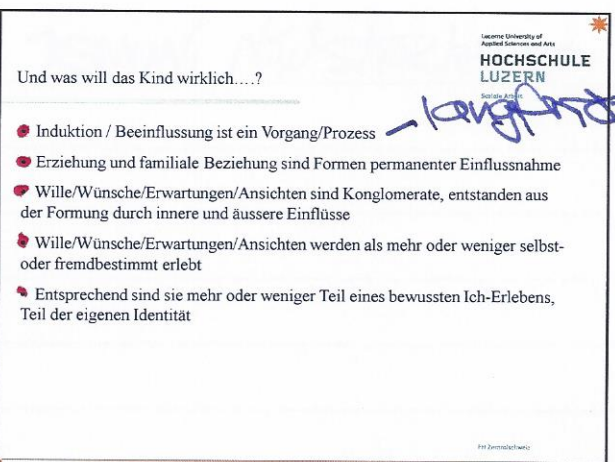 Lucerne University of
Applied Sciences and Arts
HOCHSCHULE
LUZERN
Soziale Arbeit
Und was will das Kind wirklich….?
Induktion / Beeinflussung ist ein Vorgang/Prozess
Erziehung und familiale Beziehung sind Formen permanenter Einflussnahme
Wille/Wünsche/Erwartungen/Ansichten sind Konglomerate, entstanden aus
der Formung durch innere und äussere Einflüsse
Wille/Wünsche/Erwartungen/Ansichten werden als mehr oder weniger selbst-
oder fremdbestimmt erlebt
Entsprechend sind sie mehr oder weniger Teil eines bewussten Ich-Erlebens,
Teil der eigenen Identität
FH Zentralschweiz